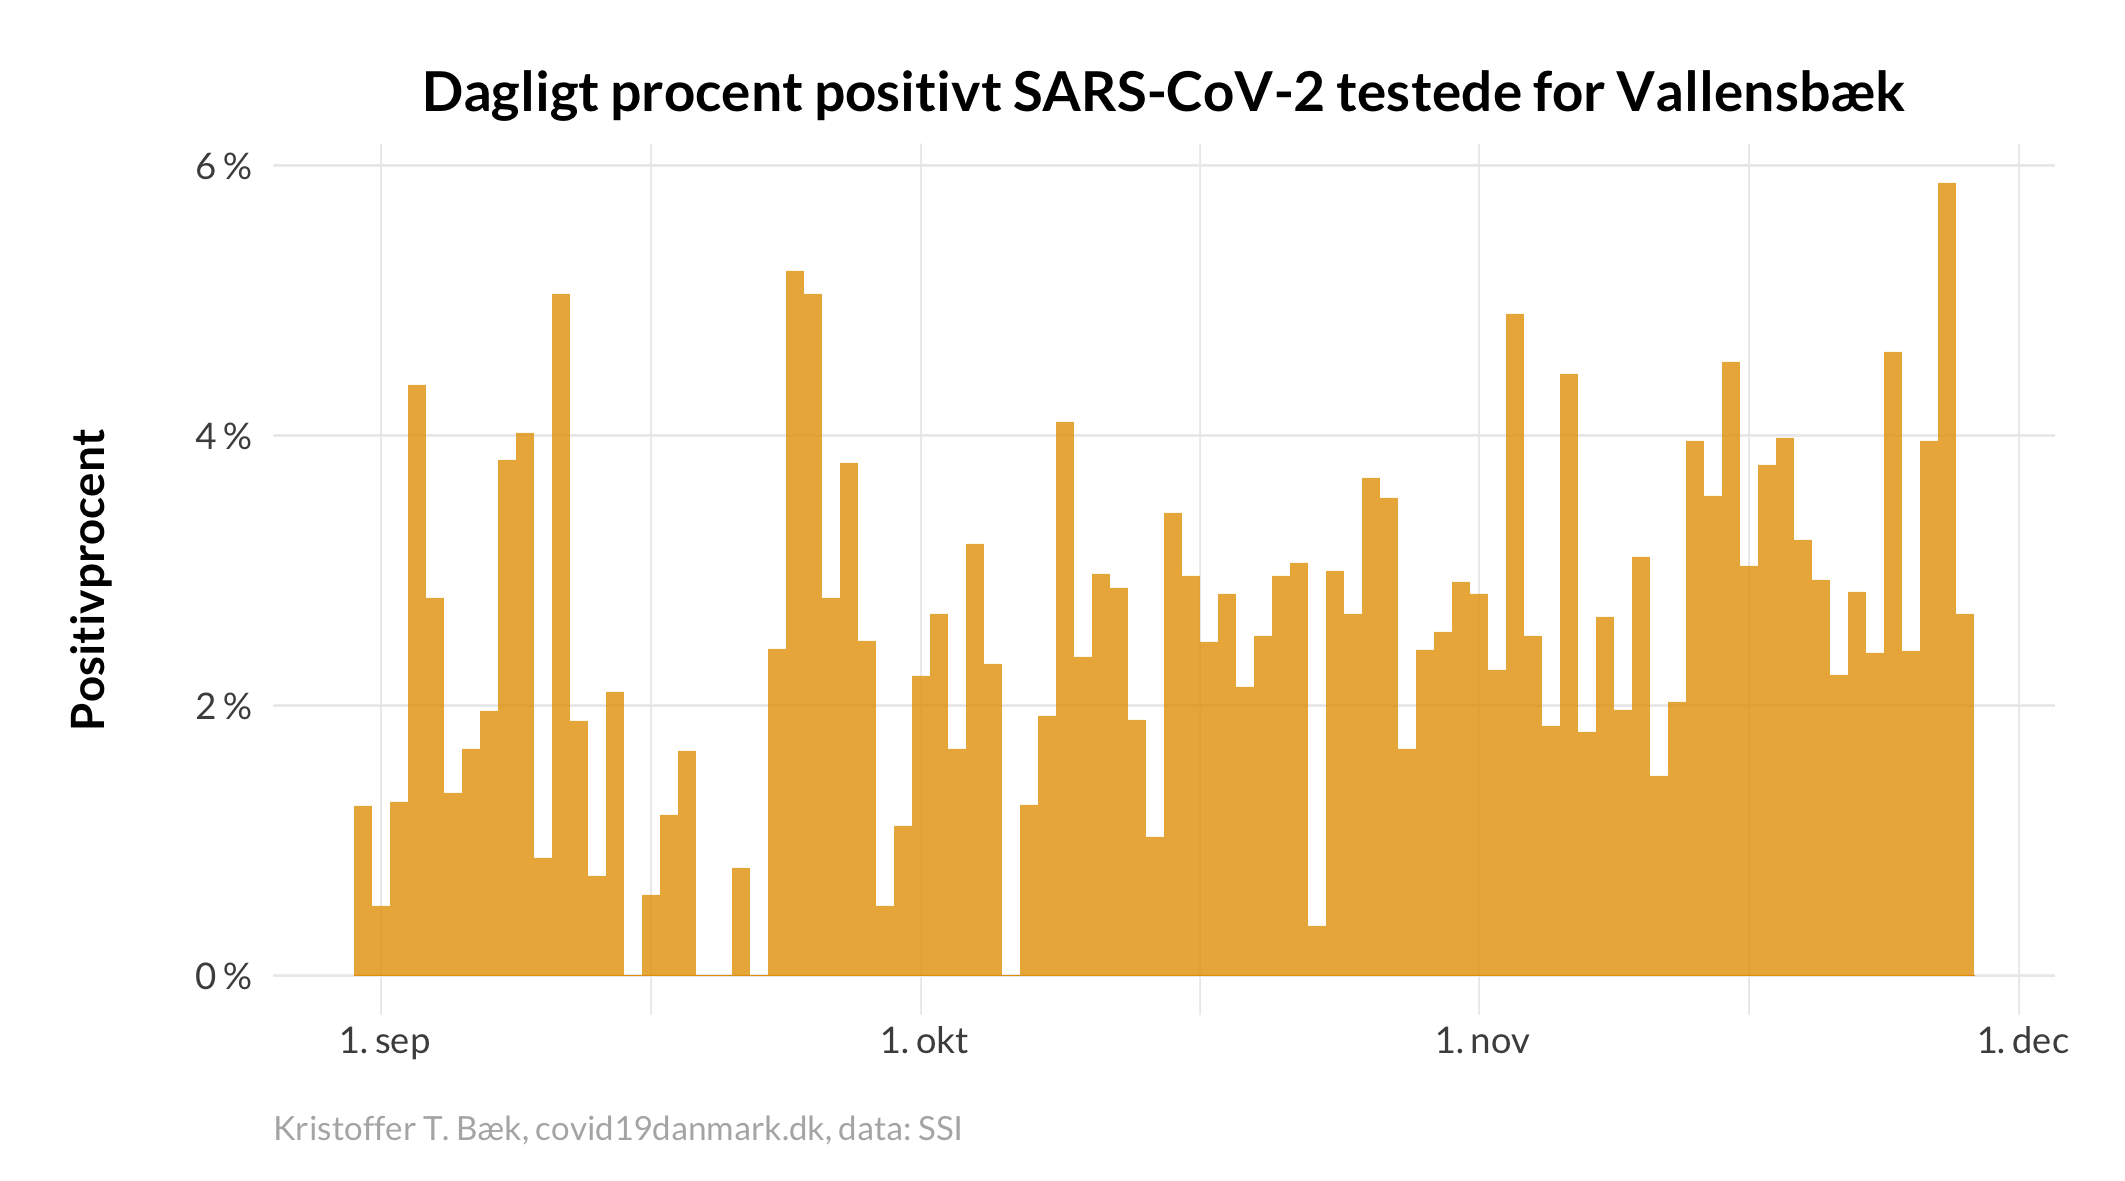 Dagligt procent positivt SARS-CoV-2 testede for Vallensbæk
Positivprocent
6 %
4 %
2 %
0 %
1. sep
1. okt
1. nov
1. dec
Kristoffer T. Bæk, covid19danmark.dk, data: SSI